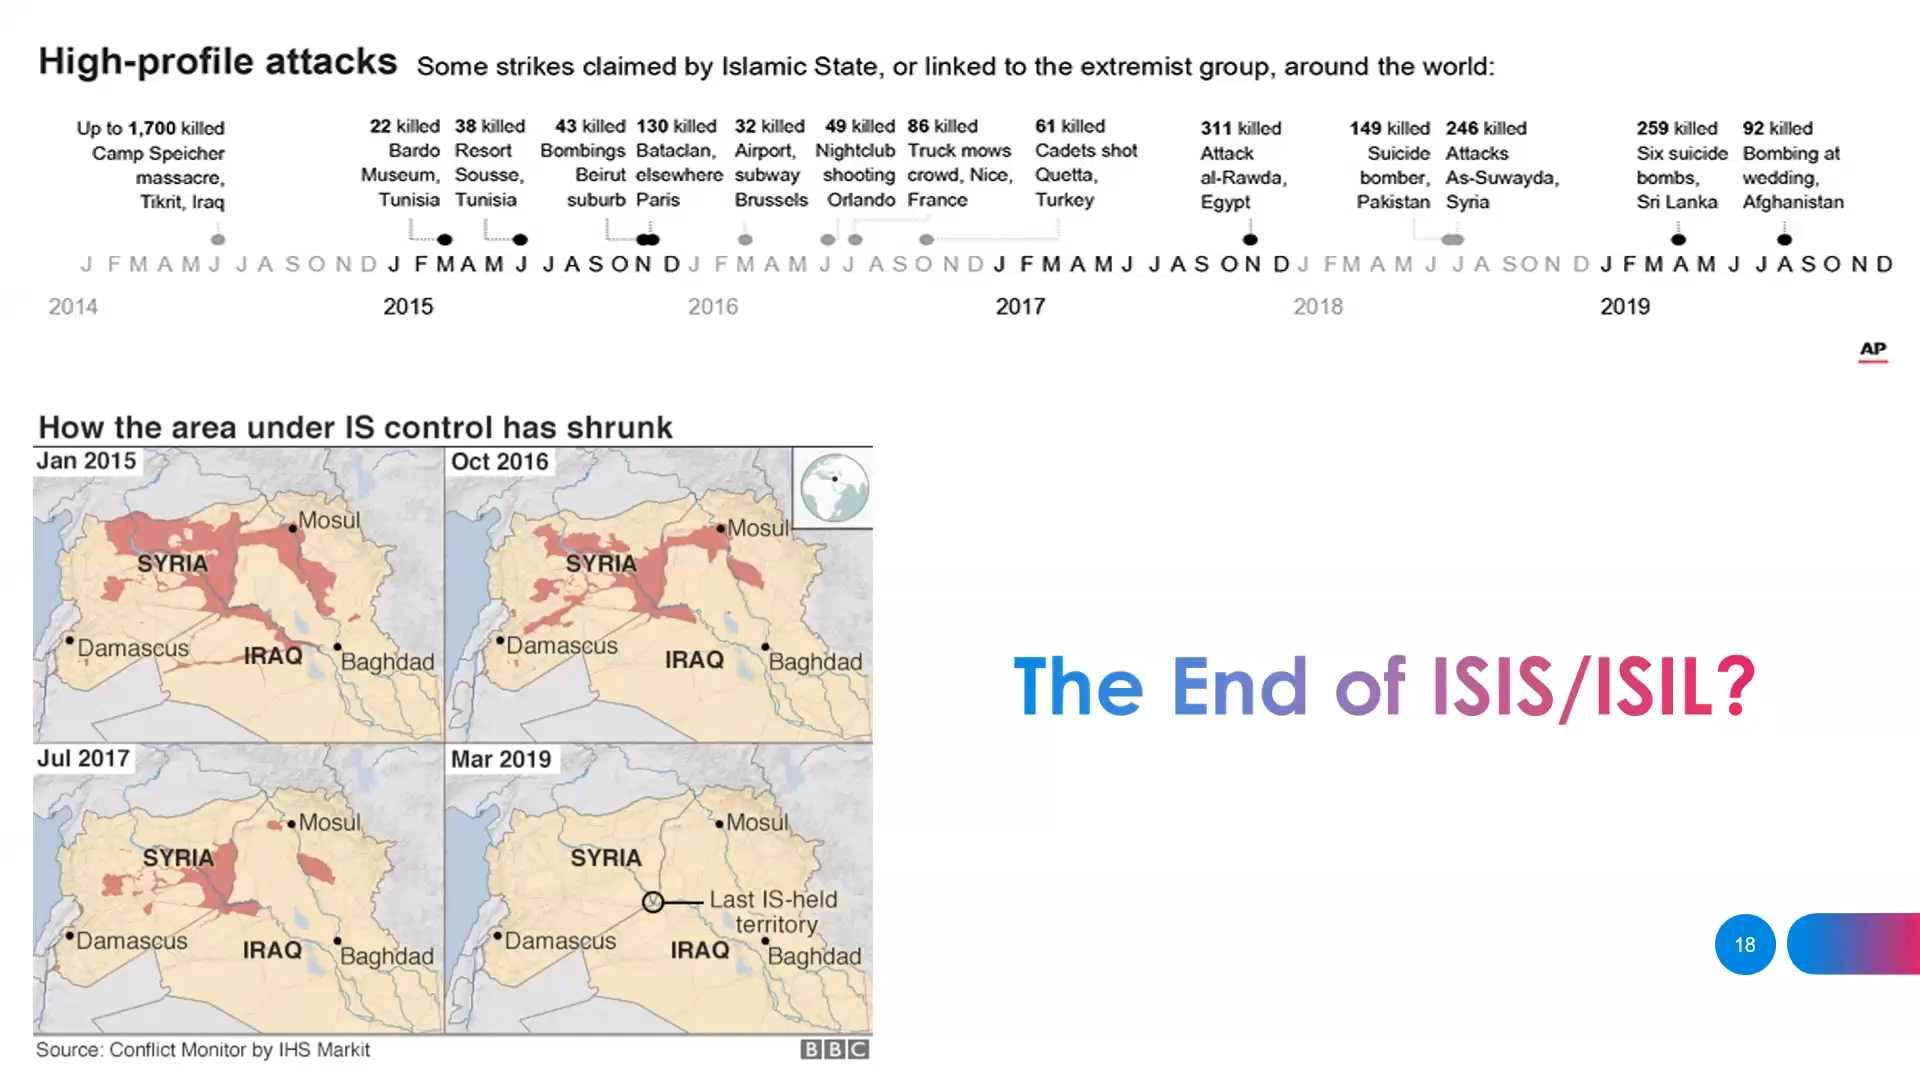 High-profile attacks Some strikes claimed by Islamic State, or linked to the extremist group, around the world:
Up to 1,700 killed
Camp Speicher
massacre,
Tikrit, Iraq
22 killed
Bardo
Museum,
Tunisia
38 killed
Resort
Sousse,
Tunisia
43 killed
Bombings
Beirut
suburb
130 killed
Bataclan,
elsewhere
Paris
32 killed
Airport,
subway
Brussels
49 killed
Nightclub
shooting
Orlando
86 killed
Truck mows
crowd, Nice,
France
61 killed
Cadets shot
Quetta,
Turkey
311 killed
Attack
al-Rawda,
Egypt
149 killed
Suicide
bomber,
Pakistan
246 killed
Attacks
As-Suwayda,
Syria
259 killed
Six suicide
bombs,
Sri Lanka
92 killed
Bombing at
wedding,
Afghanistan
J F M A M J J A S O N D J F M A M J J A S O N D J F M A M J J A S O N D J F M A M J J A S O N D J F M A M J J A S O N D J F M A M J J A S O N D
2014 2015 2016 2017 2018 2019
AP
How the area under IS control has shrunk
Jan 2015
Mosul
SYRIA
Damascus
IRAQ
Baghdad
Oct 2016
Mosul
SYRIA
Damascus
IRAQ
Baghdad
Jul 2017
Mosul
SYRIA
Damascus
IRAQ
Baghdad
Mar 2019
Mosul
SYRIA
Last IS-held
territory
Damascus
IRAQ
Baghdad
Source: Conflict Monitor by IHS Markit
BBC
The End of ISIS/ISIL?
18